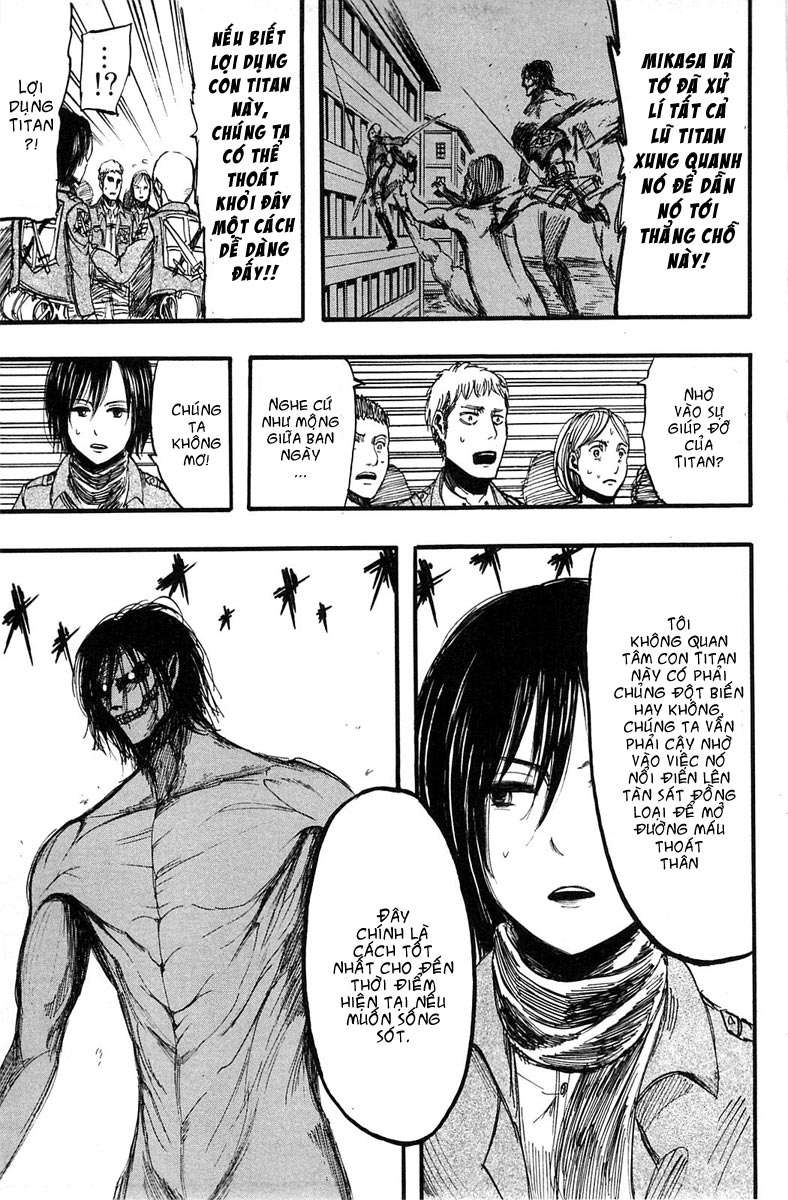 MIKASA VÀ
TỚ ĐÃ XỬ
LÍ TẤT CẢ
LŨ TITAN
XUNG QUANH
NÓ ĐỂ DẪN
NÓ TỚI
THẲNG CHỖ
NÀY!
NẾU BIẾT
LỢI DỤNG
CON TITAN
NÀY,
CHÚNG TA
CÓ THỂ
THOÁT
KHỎI ĐÂY
MỘT CÁCH
DỄ DÀNG
ĐẤY!!
…!?
LỢI
DỤNG
TITAN
?!
NHỜ
VÀO SỰ
GIÚP ĐỠ
CỦA
TITAN?
NGHE CỨ
NHƯ MỘNG
GIỮA BAN
NGÀY
...
CHÚNG
TA
KHÔNG
MƠ!
TÔI
KHÔNG QUAN
TÂM CON TITAN
NÀY CÓ PHẢI
CHỦNG ĐỘT BIẾN
HAY KHÔNG,
CHÚNG TA VẪN
PHẢI CẬY NHỜ
VÀO VIỆC NÓ
NỔI ĐIÊN LÊN
TÀN SÁT ĐỒNG
LOẠI ĐỂ MỞ
ĐƯỜNG MÁU
THOÁT
THÂN
ĐÂY
CHÍNH LÀ
CÁCH TỐT
NHẤT CHO ĐẾN
THỜI ĐIỂM
HIỆN TẠI NẾU
MUỐN SỐNG
SÓT.